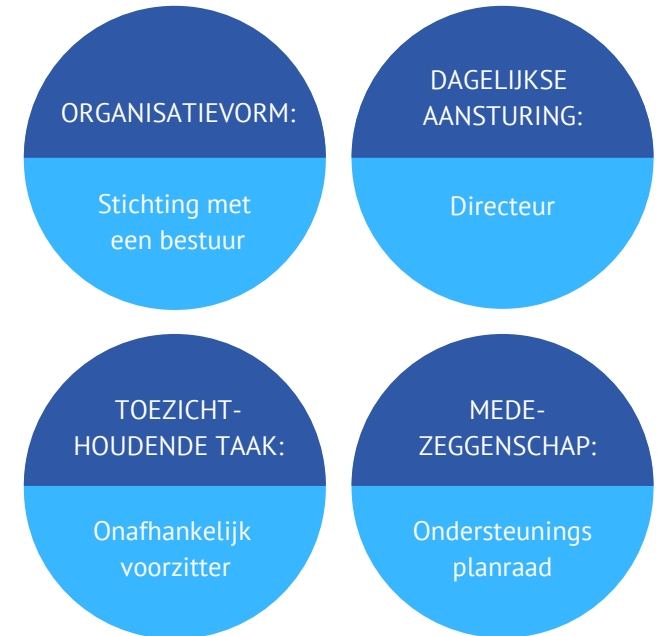 ORGANISATIEVORM:
Stichting met
een bestuur
DAGELIJKSE
AANSTURING:
Directeur
TOEZICHT-
HOUDENDE TAAK:
Onafhankelijk
voorzitter
MEDE-
ZEGGENSCHAP:
Ondersteunings
planraad